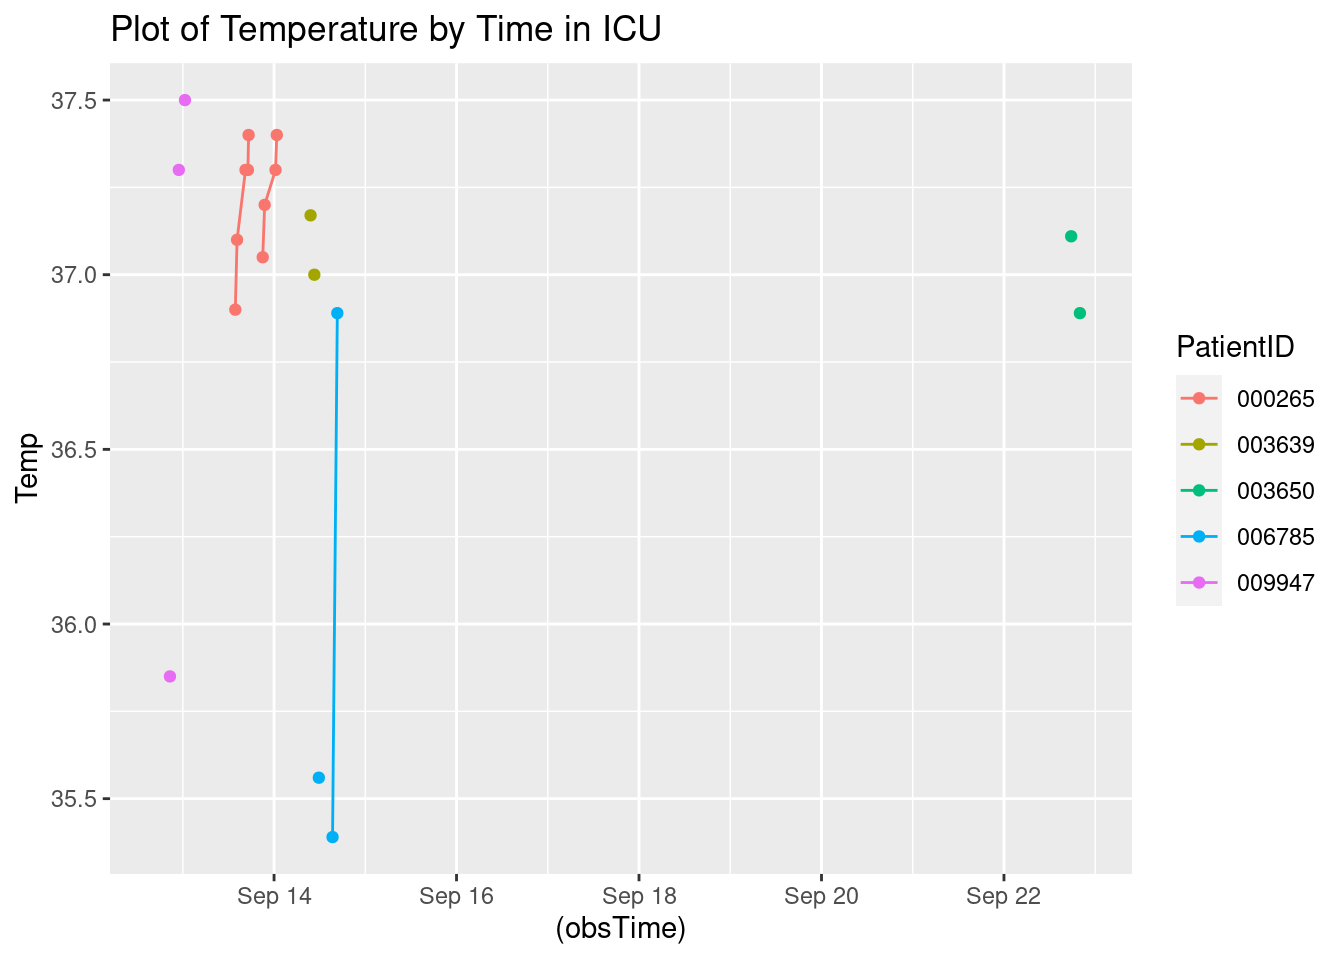 Plot of Temperature by Time in ICU
37.5
37.0
36.5
36.0
35.5
Temp
Sep 14 Sep 16 Sep 18 Sep 20 Sep 22
(obsTime)
PatientID
000265
003639
003650
006785
009947